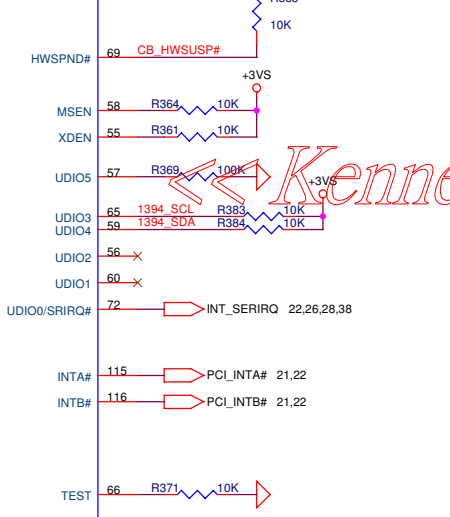 10K
HWSPND# 69 CB_HWSUSP#
+3VS
MSEN 58 R364 10K
XDEN 55 R361 10K
UDIO5 57 R369 100K
+3VS
UDIO3 65 1394_SCL R383 10K
UDIO4 59 1394_SDA R384 10K
UDIO2 56
UDIO1 60
UDIO0/SRIRQ# 72 INT_SERIRQ 22,26,28,38
INTA# 115 PCI_INTA# 21,22
INTB# 116 PCI_INTB# 21,22
TEST 66 R371 10K